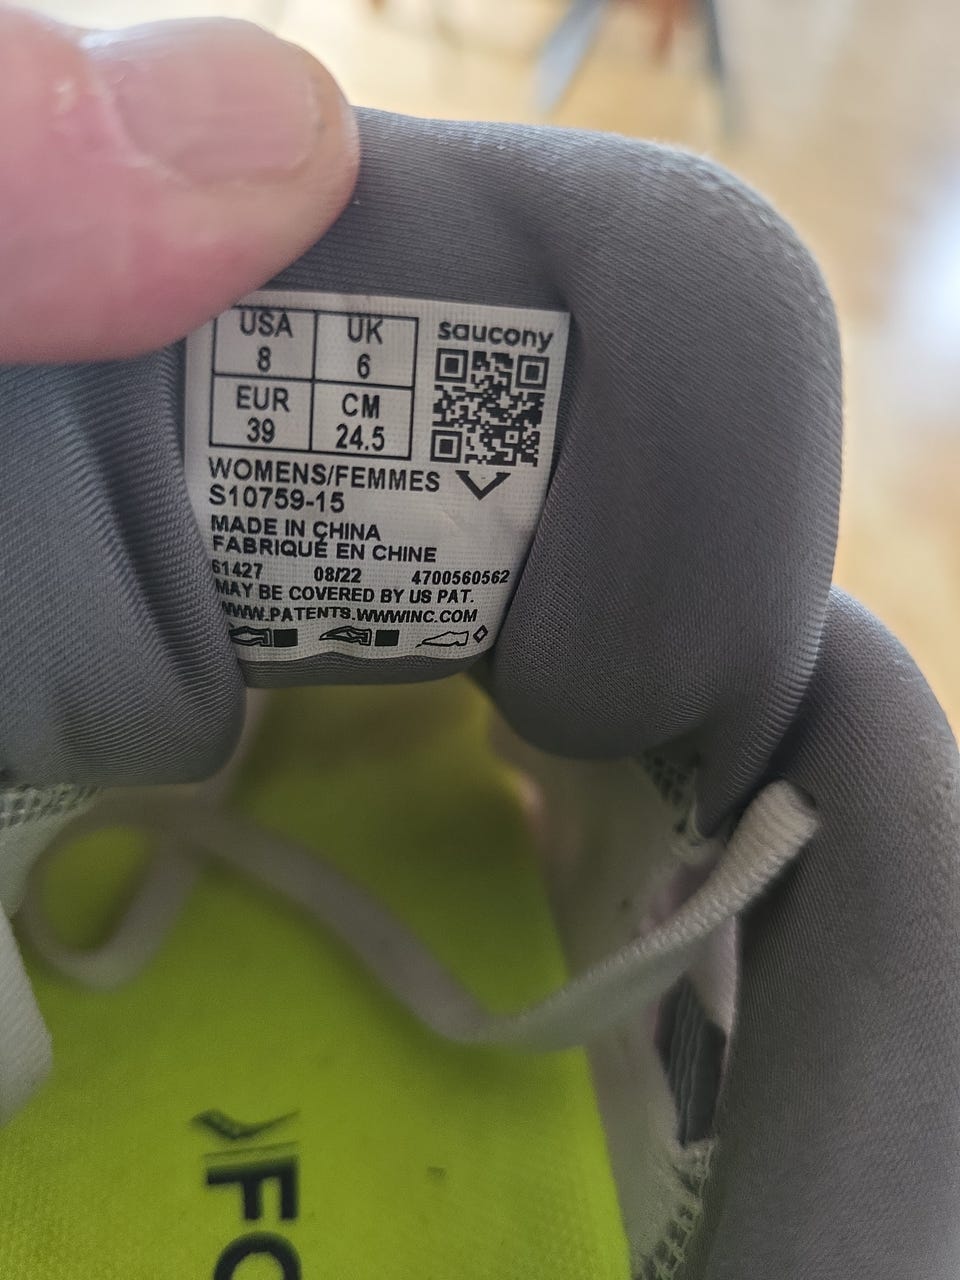 USA
8
UK
6
EUR
39
CM
24.5
saucony
WOMENS/FEMMES
S10759-15
MADE IN CHINA
FABRIQUÉ EN CHINE
61427 08/22 4700560562
MAY BE COVERED BY US PAT.
WWW.PATENTS.WWWINC.COM
FO